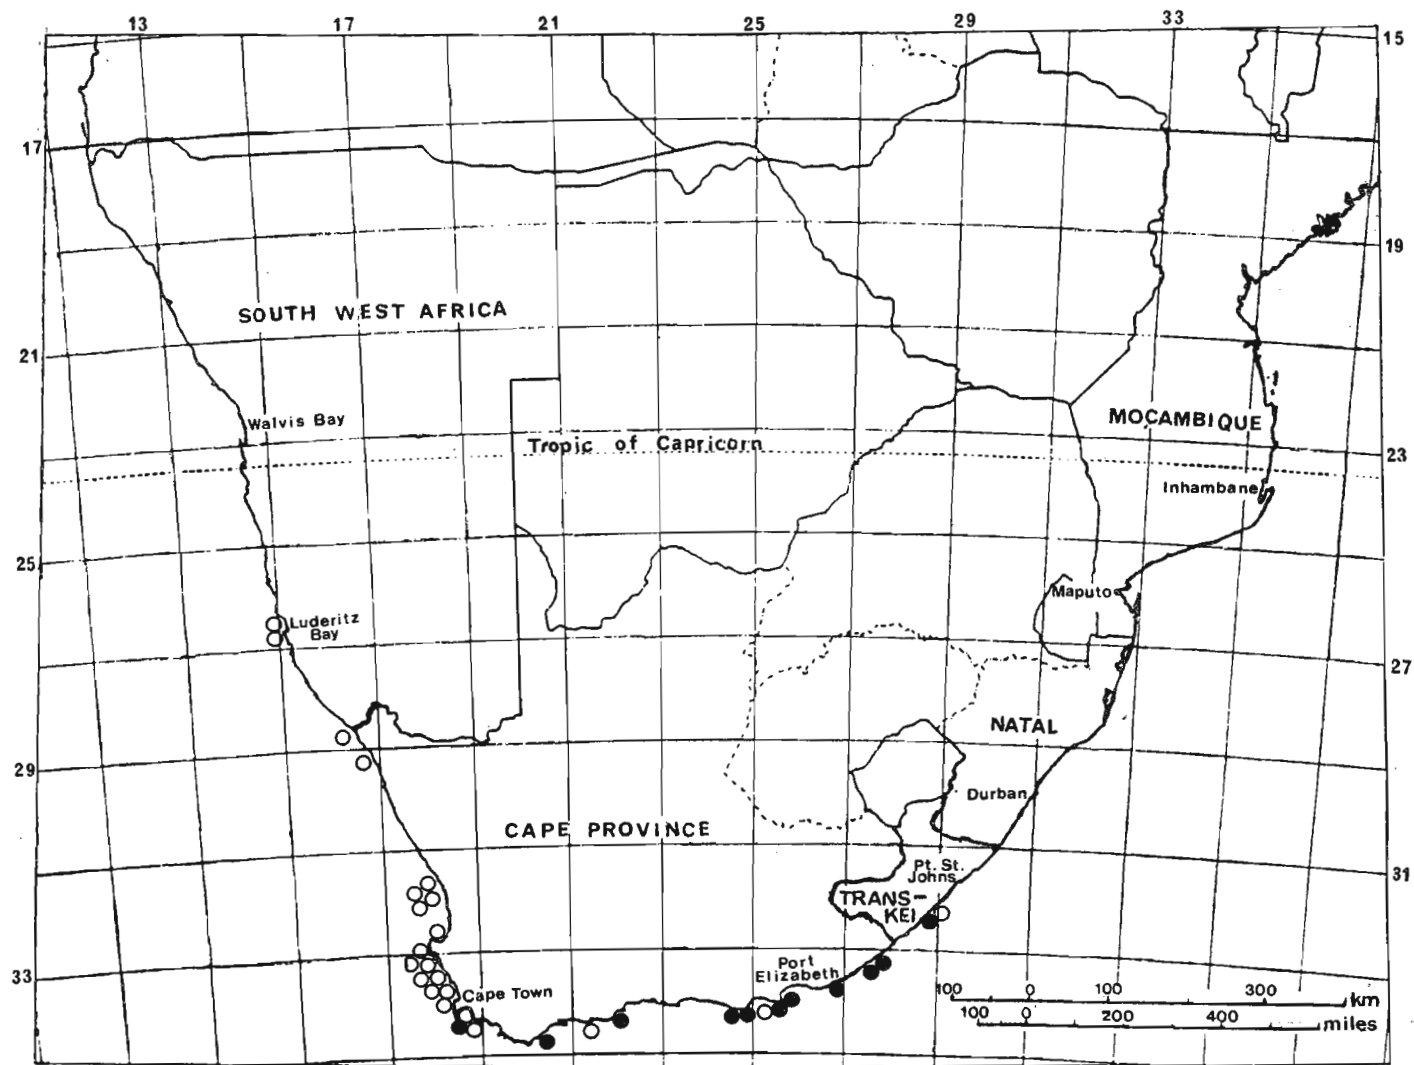 13 17 21 25 29 33
15
17
19
SOUTH WEST AFRICA
21
MOCAMBIQUE
Walvis Bay
Tropic of Capricorn
23
Inhambane
25
Maputo
Luderitz
Bay
27
NATAL
29
Durban
CAPE PROVINCE
Pt. St.
Johns
31
TRANS-
KEI
Port
Elizabeth
33
Cape Town
100 0 100 300 km
100 0 200 400 miles